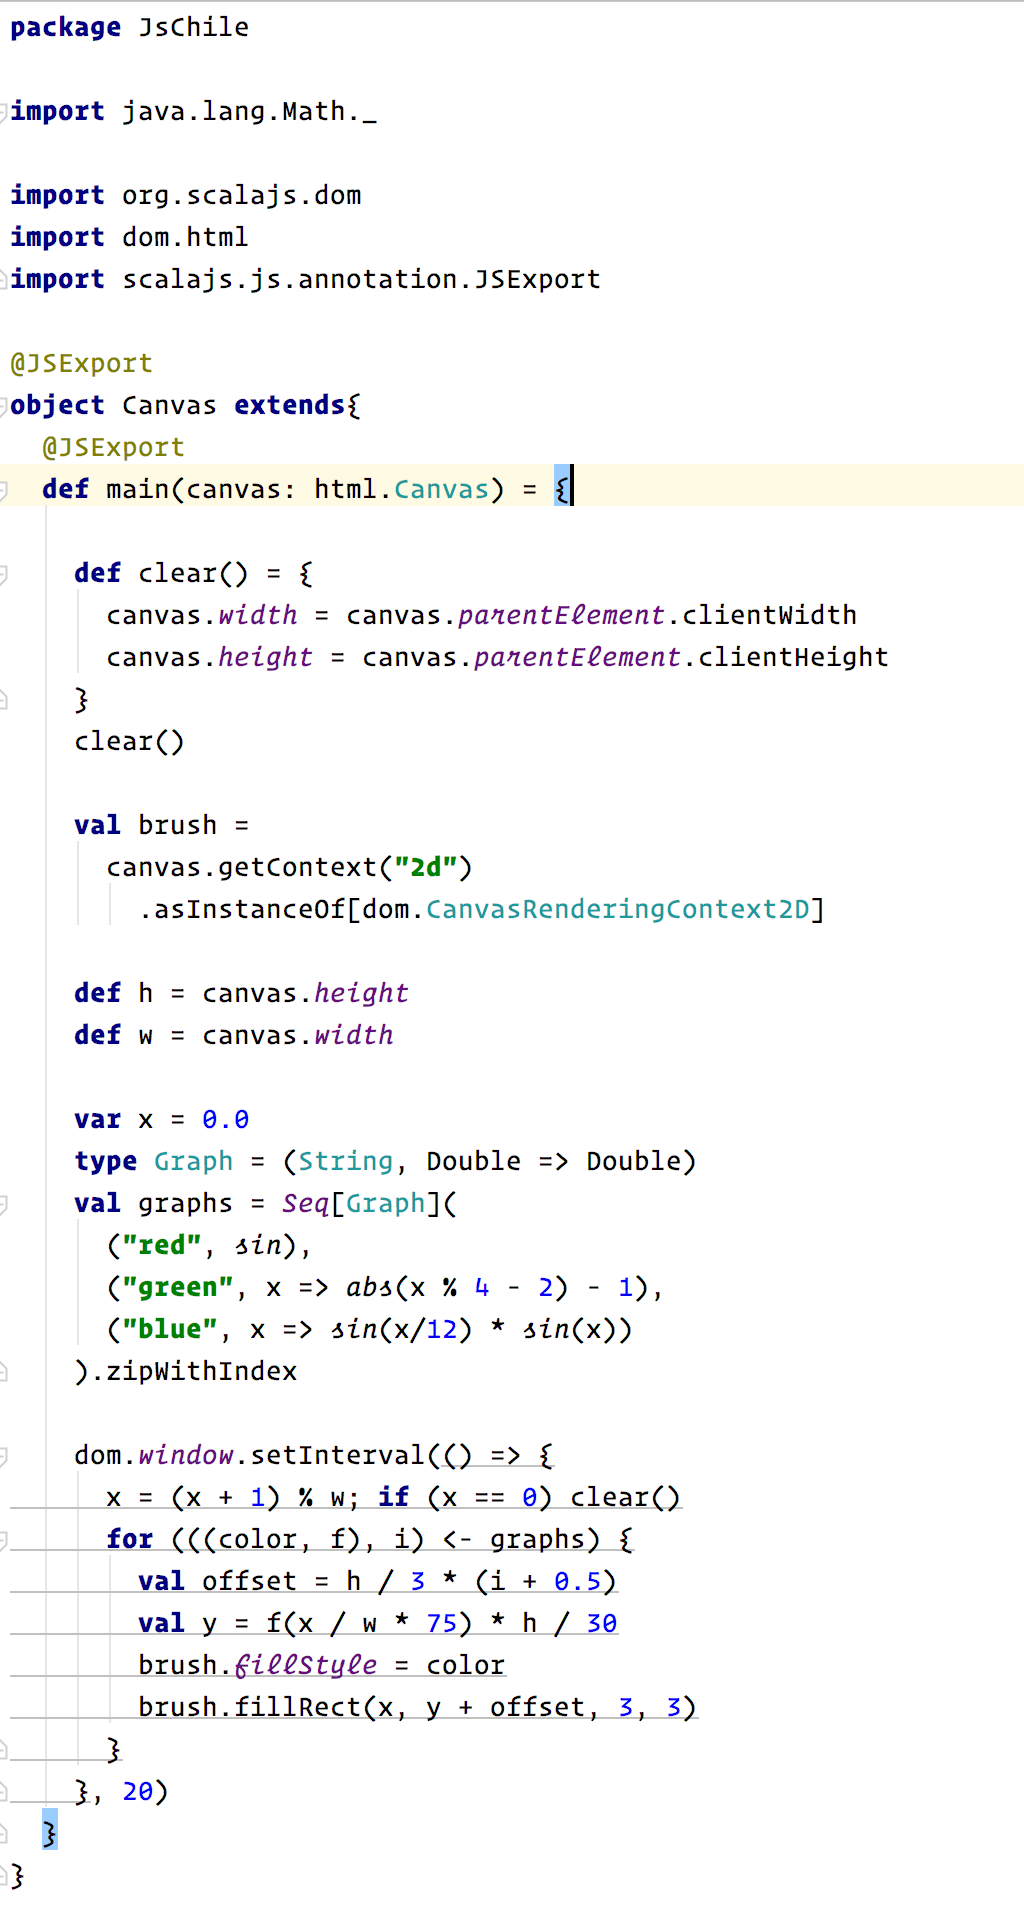 package JsChile
import java.lang.Math._
import org.scalajs.dom
import dom.html
import scalajs.js.annotation.JSExport
@JSExport
object Canvas extends{
@JSExport
def main(canvas: html.Canvas) = {
def clear() = {
canvas.width = canvas.parentElement.clientWidth
canvas.height = canvas.parentElement.clientHeight
}
clear()
val brush =
canvas.getContext("2d")
.asInstanceOf[dom.CanvasRenderingContext2D]
def h = canvas.height
def w = canvas.width
var x = 0.0
type Graph = (String, Double => Double)
val graphs = Seq[Graph](
("red", sin),
("green", x => abs(x % 4 - 2) - 1),
("blue", x => sin(x/12) * sin(x))
).zipWithIndex
dom.window.setInterval(() => {
x = (x + 1) % w; if (x == 0) clear()
for (((color, f), i) <- graphs) {
val offset = h / 3 * (i + 0.5)
val y = f(x / w * 75) * h / 30
brush.fillStyle = color
brush.fillRect(x, y + offset, 3, 3)
}
}, 20)
}
}